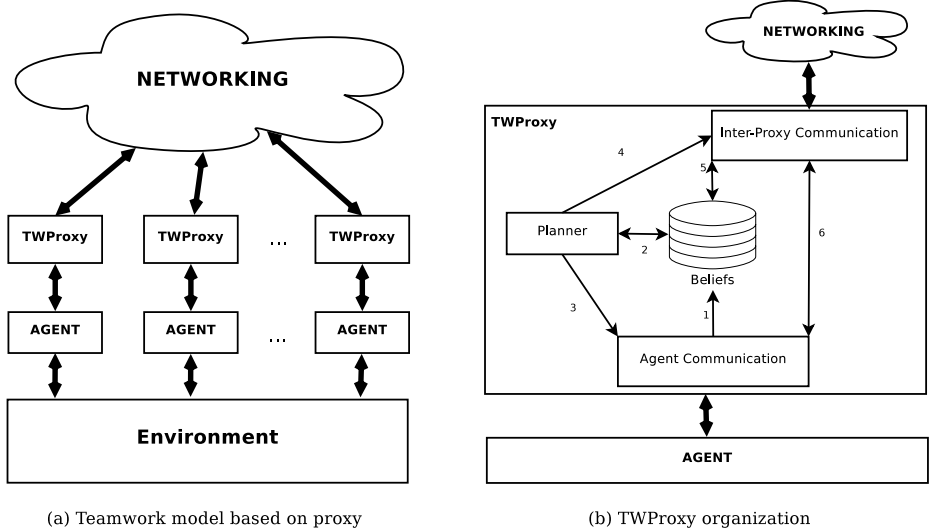 NETWORKING
TWProxy TWProxy ... TWProxy
AGENT AGENT ... AGENT
Environment
(a) Teamwork model based on proxy
NETWORKING
TWProxy
Inter-Proxy Communication
4
5
Planner
2
6
Beliefs
3
1
Agent Communication
AGENT
(b) TWProxy organization